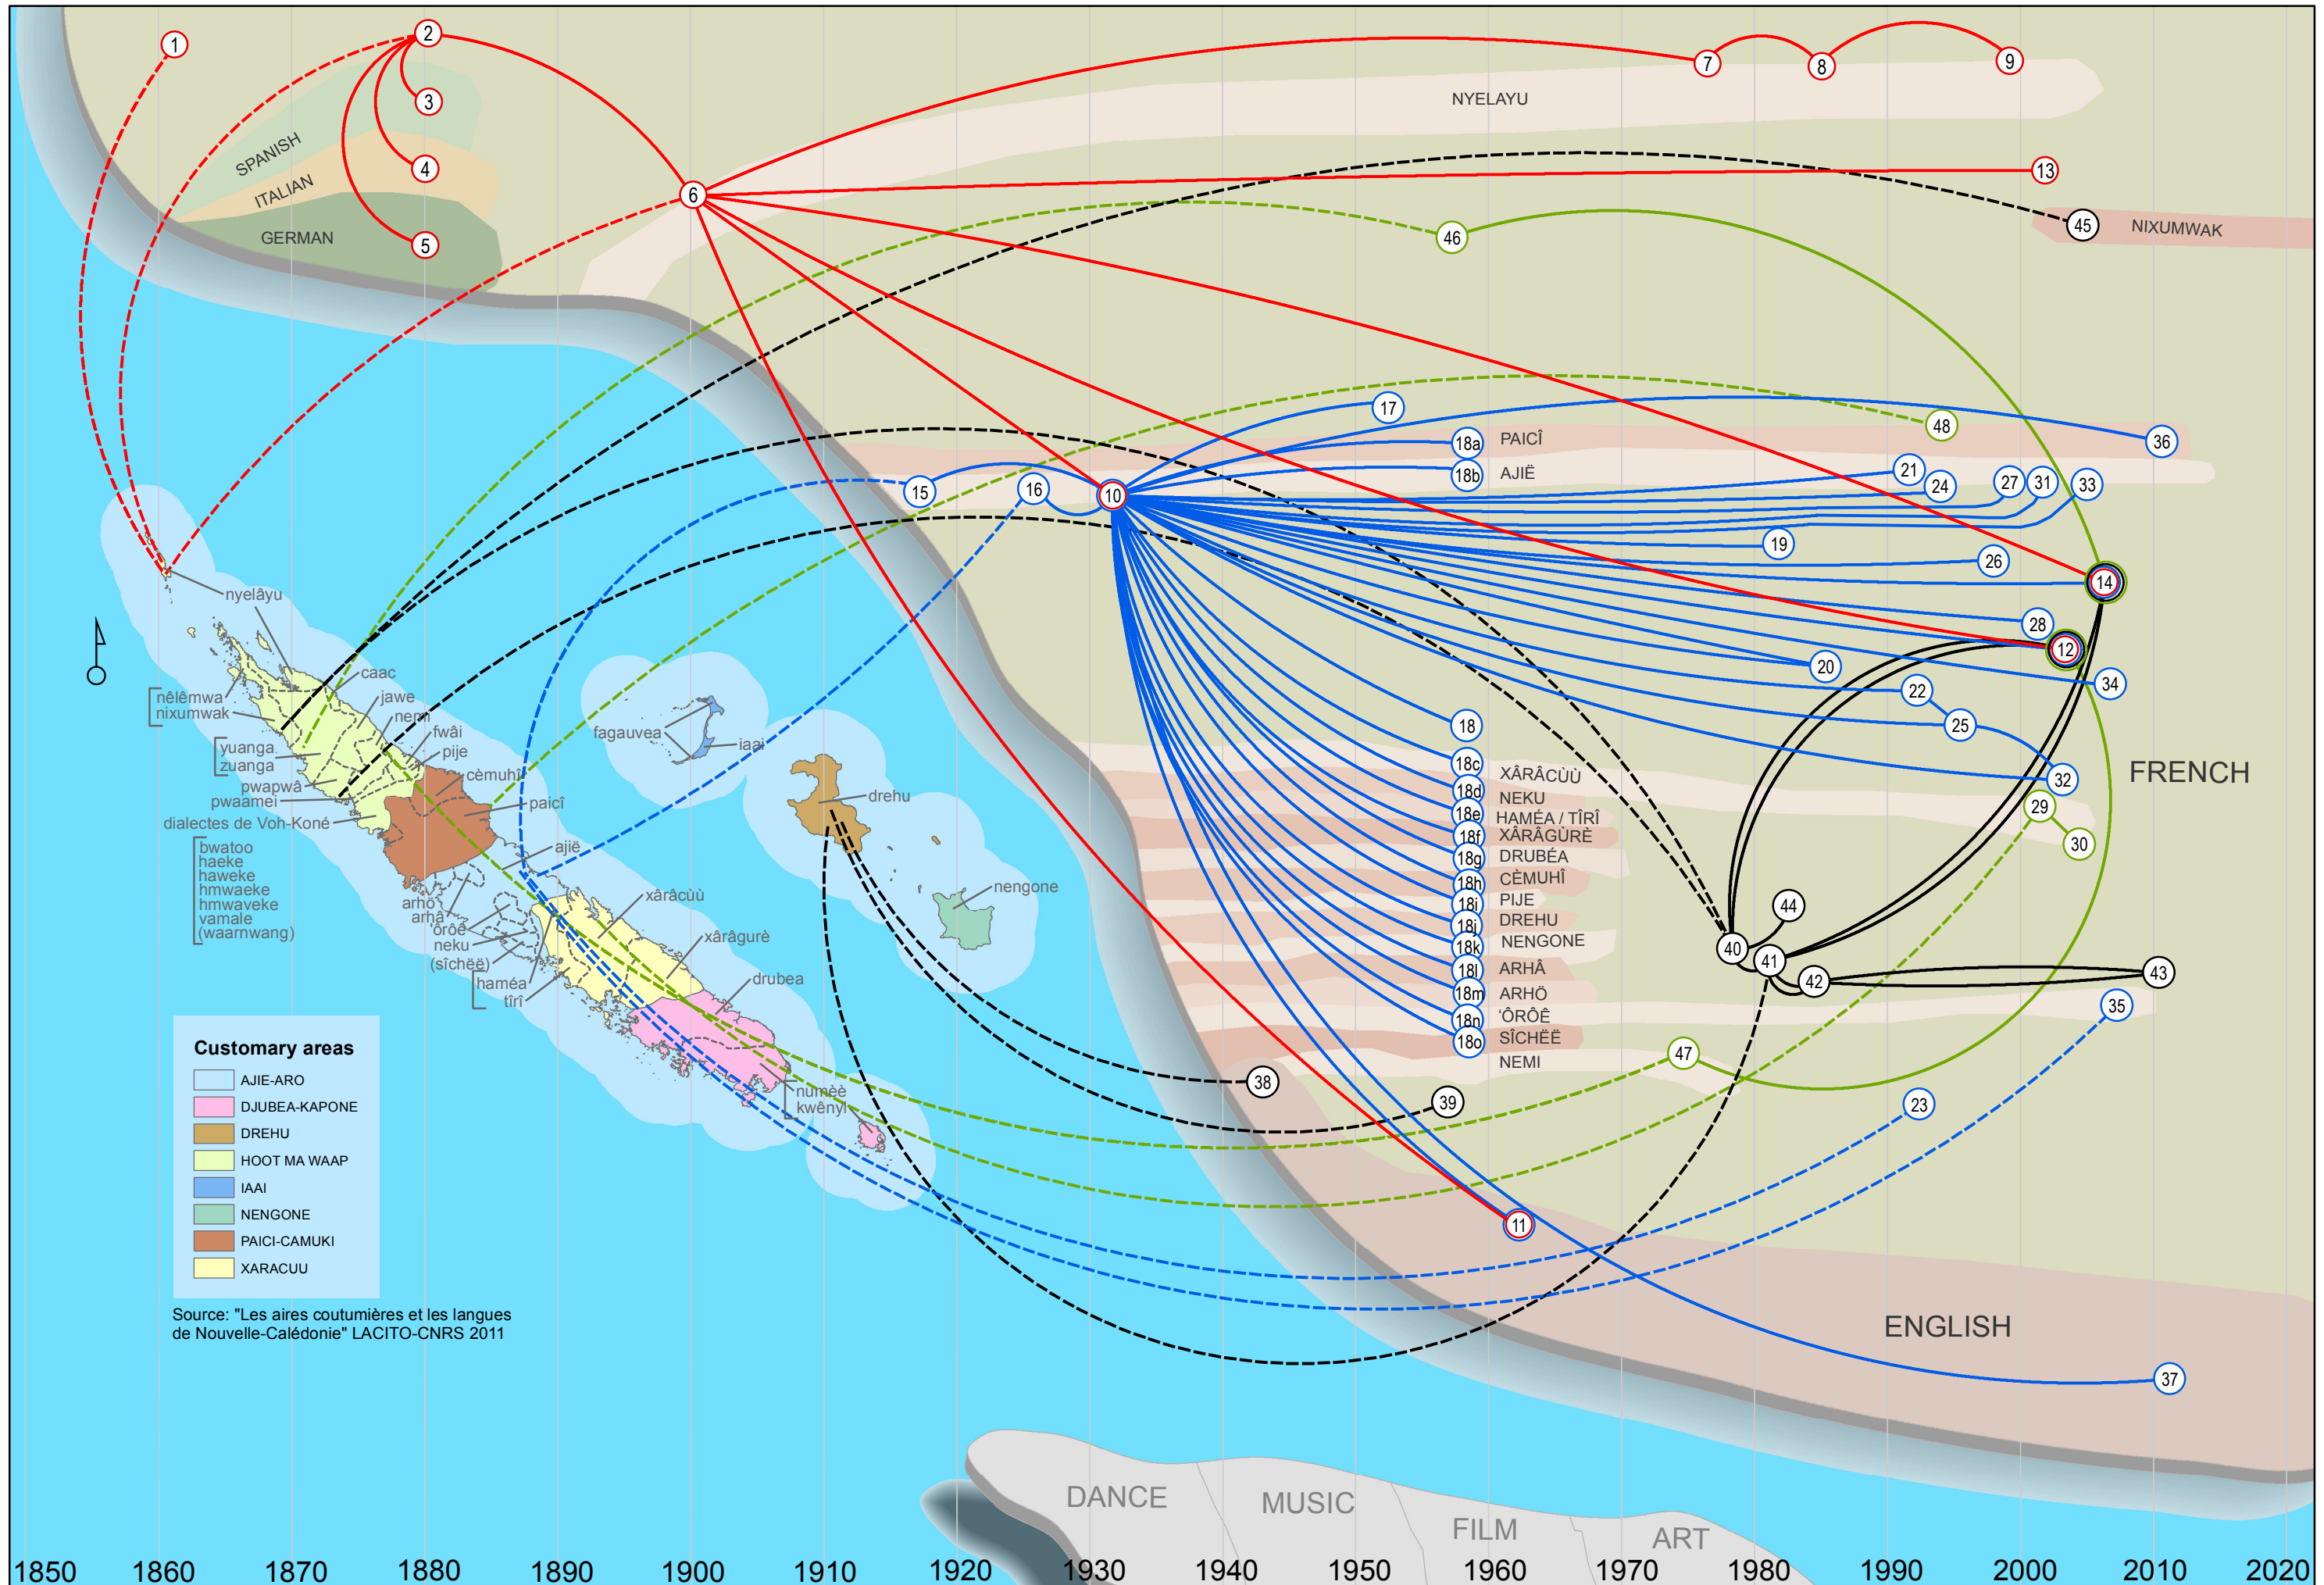 1
2
3
4
5
6
7
8
9
SPANISH
ITALIAN
GERMAN
NYELAYU
13
45
NIXUMWAK
46
17
48
36
18a
PAICÎ
18b
AJIË
15
16
10
21
24
27
31
33
19
26
14
28
12
20
34
22
25
18
32
FRENCH
29
30
18c
XÂRÂCÙÙ
18d
NEKU
18e
HAMÉA / TÎRÎ
18f
XÂRÂGÙRÈ
18g
DRUBÉA
18h
CÈMUHÎ
18i
PIJE
18j
DREHU
18k
NENGONE
18l
ARHÂ
18m
ARHÖ
18n
'ÔRÔÊ
18o
SÎCHËË
NEMI
44
40
41
42
43
35
47
38
39
23
11
ENGLISH
37
nyelâyu
caac
jawe
nemi
fwâi
pije
cèmuhî
paicî
nêlêmwa
nixumwak
yuanga
zuanga
pwapwâ
pwaamei
dialectes de Voh-Koné
bwatoo
haeke
haweke
hmwaeke
hmwaveke
vamale
(waarnwang)
fagauvea
iaai
drehu
nengone
ajië
arhö
arhâ
ôrôê
neku
(sîchëë)
haméa
tîrî
xârâcùù
xârâgurè
drubea
numèè
kwênyï
Customary areas
AJIE-ARO
DJUBEA-KAPONE
DREHU
HOOT MA WAAP
IAAI
NENGONE
PAICI-CAMUKI
XARACUU
Source: "Les aires coutumières et les langues
de Nouvelle-Calédonie" LACITO-CNRS 2011
DANCE
MUSIC
FILM
ART
1850 1860 1870 1880 1890 1900 1910 1920 1930 1940 1950 1960 1970 1980 1990 2000 2010 2020